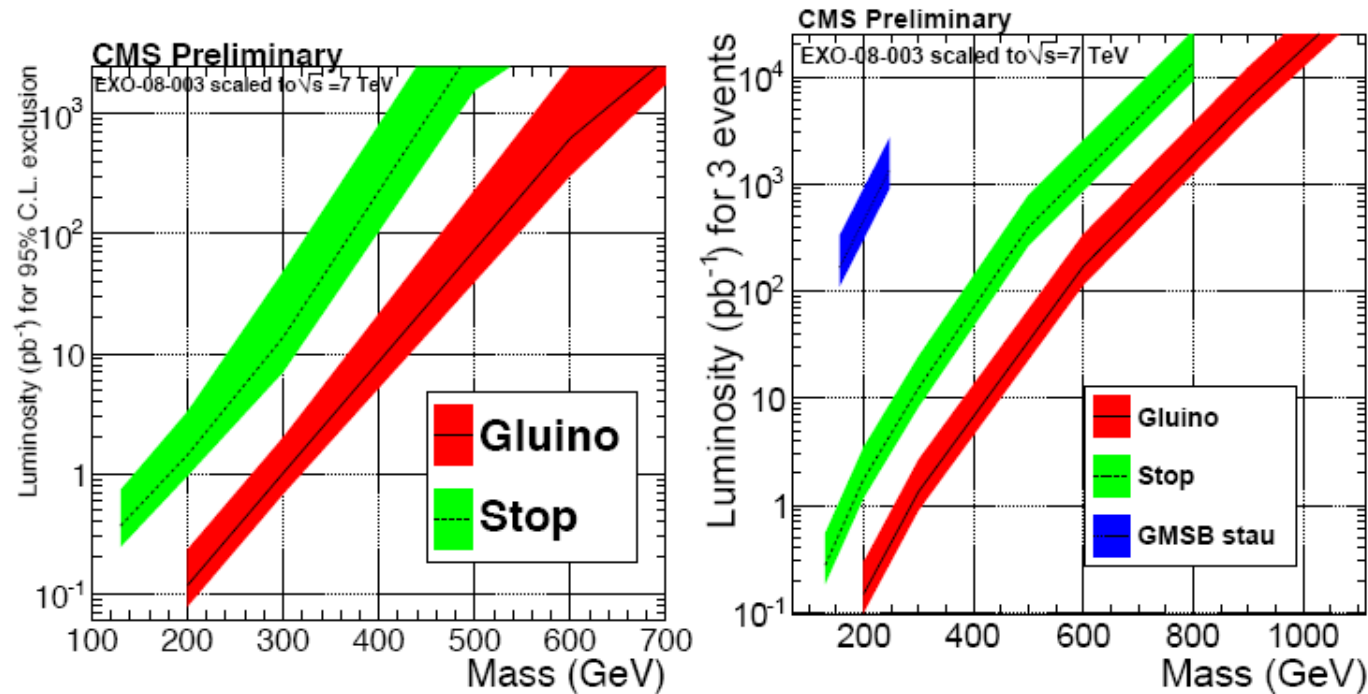 CMS Preliminary
EXO-08-003 scaled to √s =7 TeV
Luminosity (pb⁻¹) for 95% C.L. exclusion
10³
10²
10
1
10⁻¹
Gluino
Stop
100 200 300 400 500 600 700
Mass (GeV)
CMS Preliminary
EXO-08-003 scaled to √s=7 TeV
Luminosity (pb⁻¹) for 3 events
10⁴
10³
10²
10
1
10⁻¹
Gluino
Stop
GMSB stau
200 400 600 800 1000
Mass (GeV)